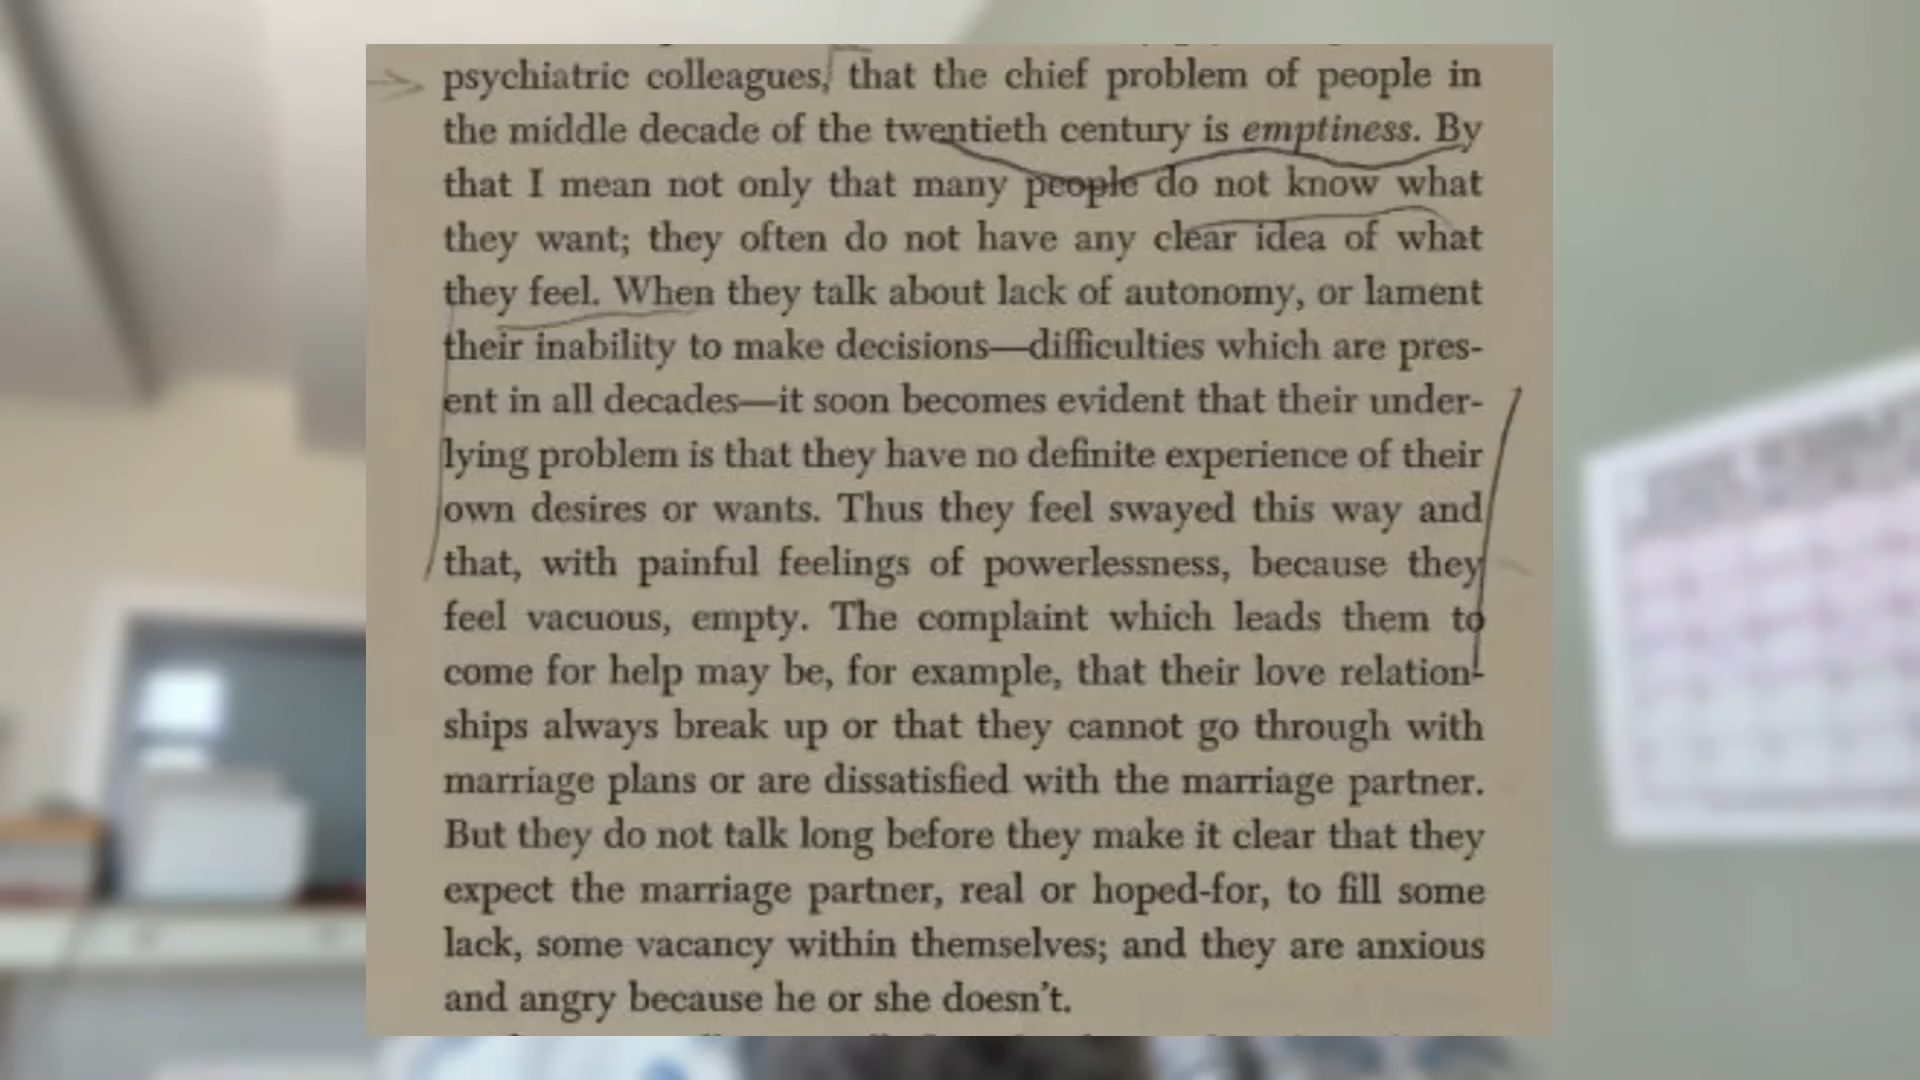 psychiatric colleagues, that the chief problem of people in
the middle decade of the twentieth century is emptiness. By
that I mean not only that many people do not know what
they want; they often do not have any clear idea of what
they feel. When they talk about lack of autonomy, or lament
their inability to make decisions—difficulties which are pres-
ent in all decades—it soon becomes evident that their under-
lying problem is that they have no definite experience of their
own desires or wants. Thus they feel swayed this way and
that, with painful feelings of powerlessness, because they
feel vacuous, empty. The complaint which leads them to
come for help may be, for example, that their love relation-
ships always break up or that they cannot go through with
marriage plans or are dissatisfied with the marriage partner.
But they do not talk long before they make it clear that they
expect the marriage partner, real or hoped-for, to fill some
lack, some vacancy within themselves; and they are anxious
and angry because he or she doesn't.